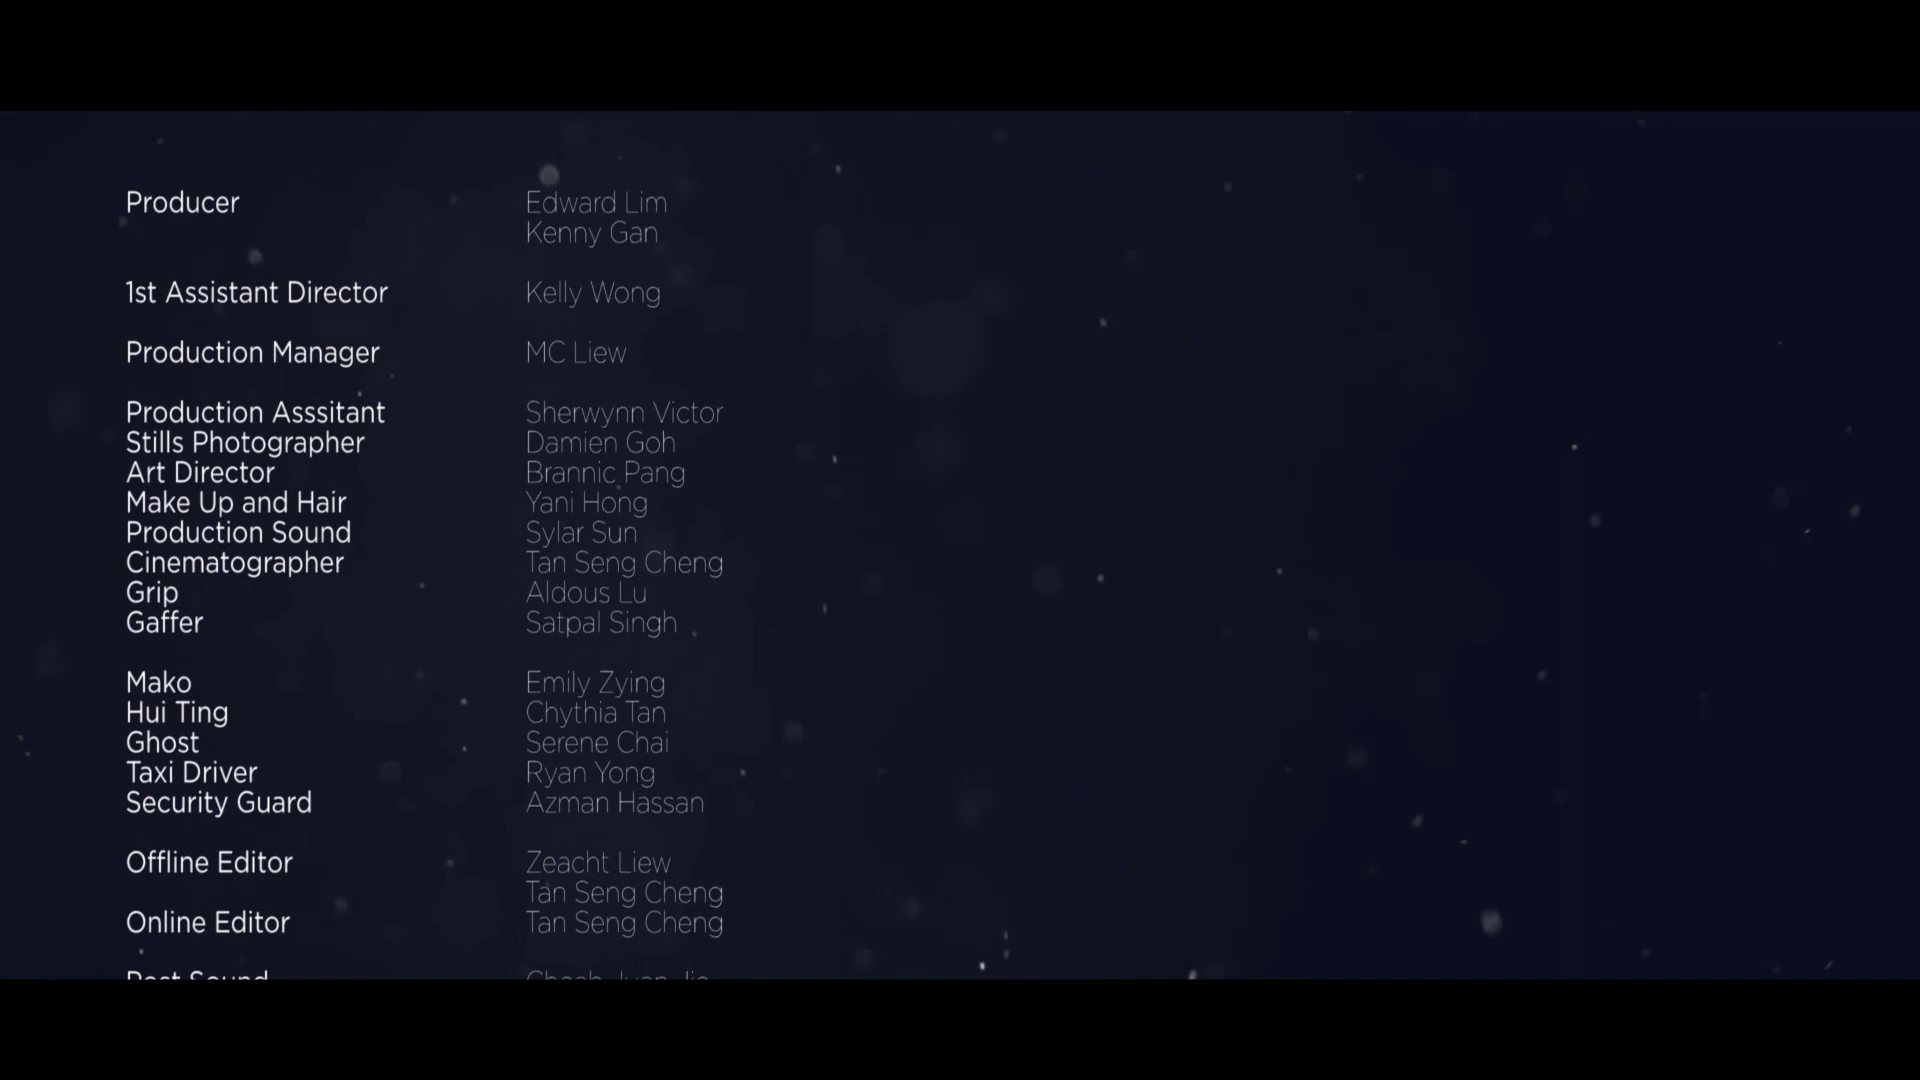 Producer Edward Lim
Kenny Gan
1st Assistant Director Kelly Wong
Production Manager MC Liew
Production Asssitant Sherwynn Victor
Stills Photographer Damien Goh
Art Director Brannic Pang
Make Up and Hair Yani Hong
Production Sound Sylar Sun
Cinematographer Tan Seng Cheng
Grip Aldous Lu
Gaffer Satpal Singh
Mako Emily Zying
Hui Ting Chythia Tan
Ghost Serene Chai
Taxi Driver Ryan Yong
Security Guard Azman Hassan
Offline Editor Zeacht Liew
Tan Seng Cheng
Online Editor Tan Seng Cheng
Post Sound